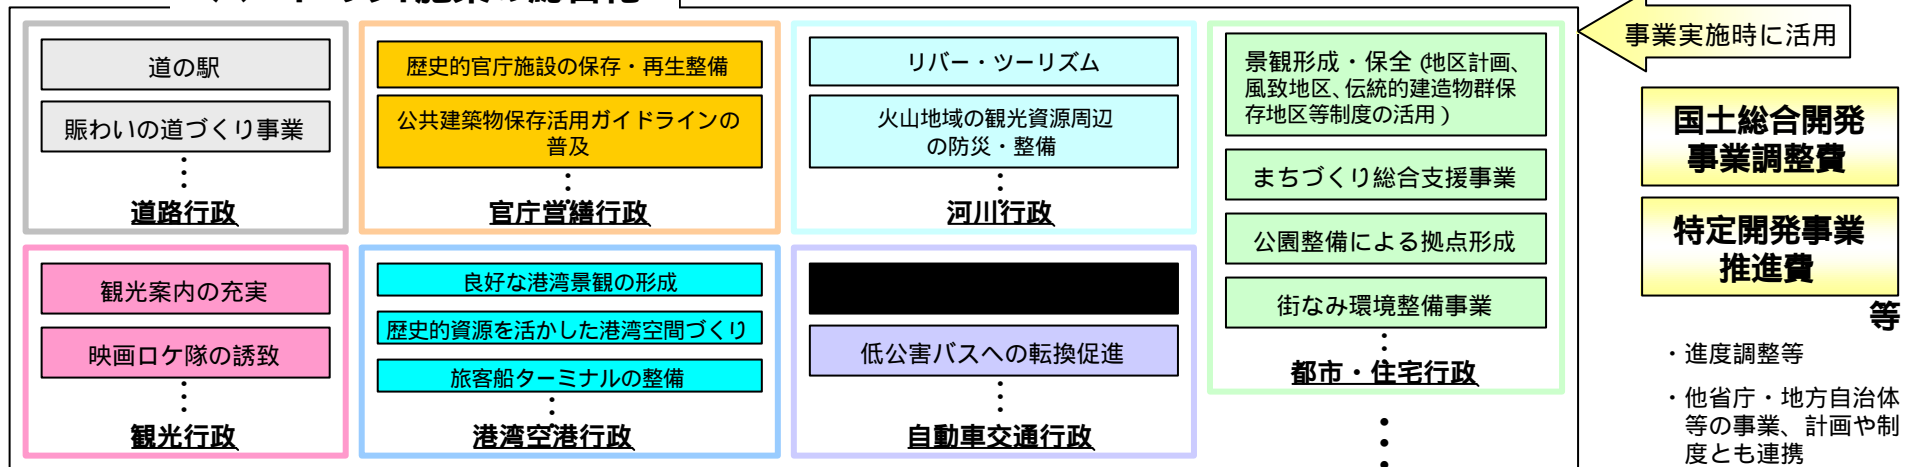 道の駅
賑わいの道づくり事業
道路行政
歴史的官庁施設の保存・再生整備
公共建築物保存活用ガイドラインの
普及
官庁営繕行政
リバー・ツーリズム
火山地域の観光資源周辺
の防災・整備
河川行政
景観形成・保全(地区計画、
風致地区、伝統的建造物群保
存地区等制度の活用)
まちづくり総合支援事業
公園整備による拠点形成
街なみ環境整備事業
都市・住宅行政
観光案内の充実
映画ロケ隊の誘致
観光行政
良好な港湾景観の形成
歴史的資源を活かした港湾空間づくり
旅客船ターミナルの整備
港湾空港行政
低公害バスへの転換促進
自動車交通行政
事業実施時に活用
国土総合開発
事業調整費
特定開発事業
推進費
等
・進度調整等
・他省庁・地方自治体
等の事業、計画や制
度とも連携